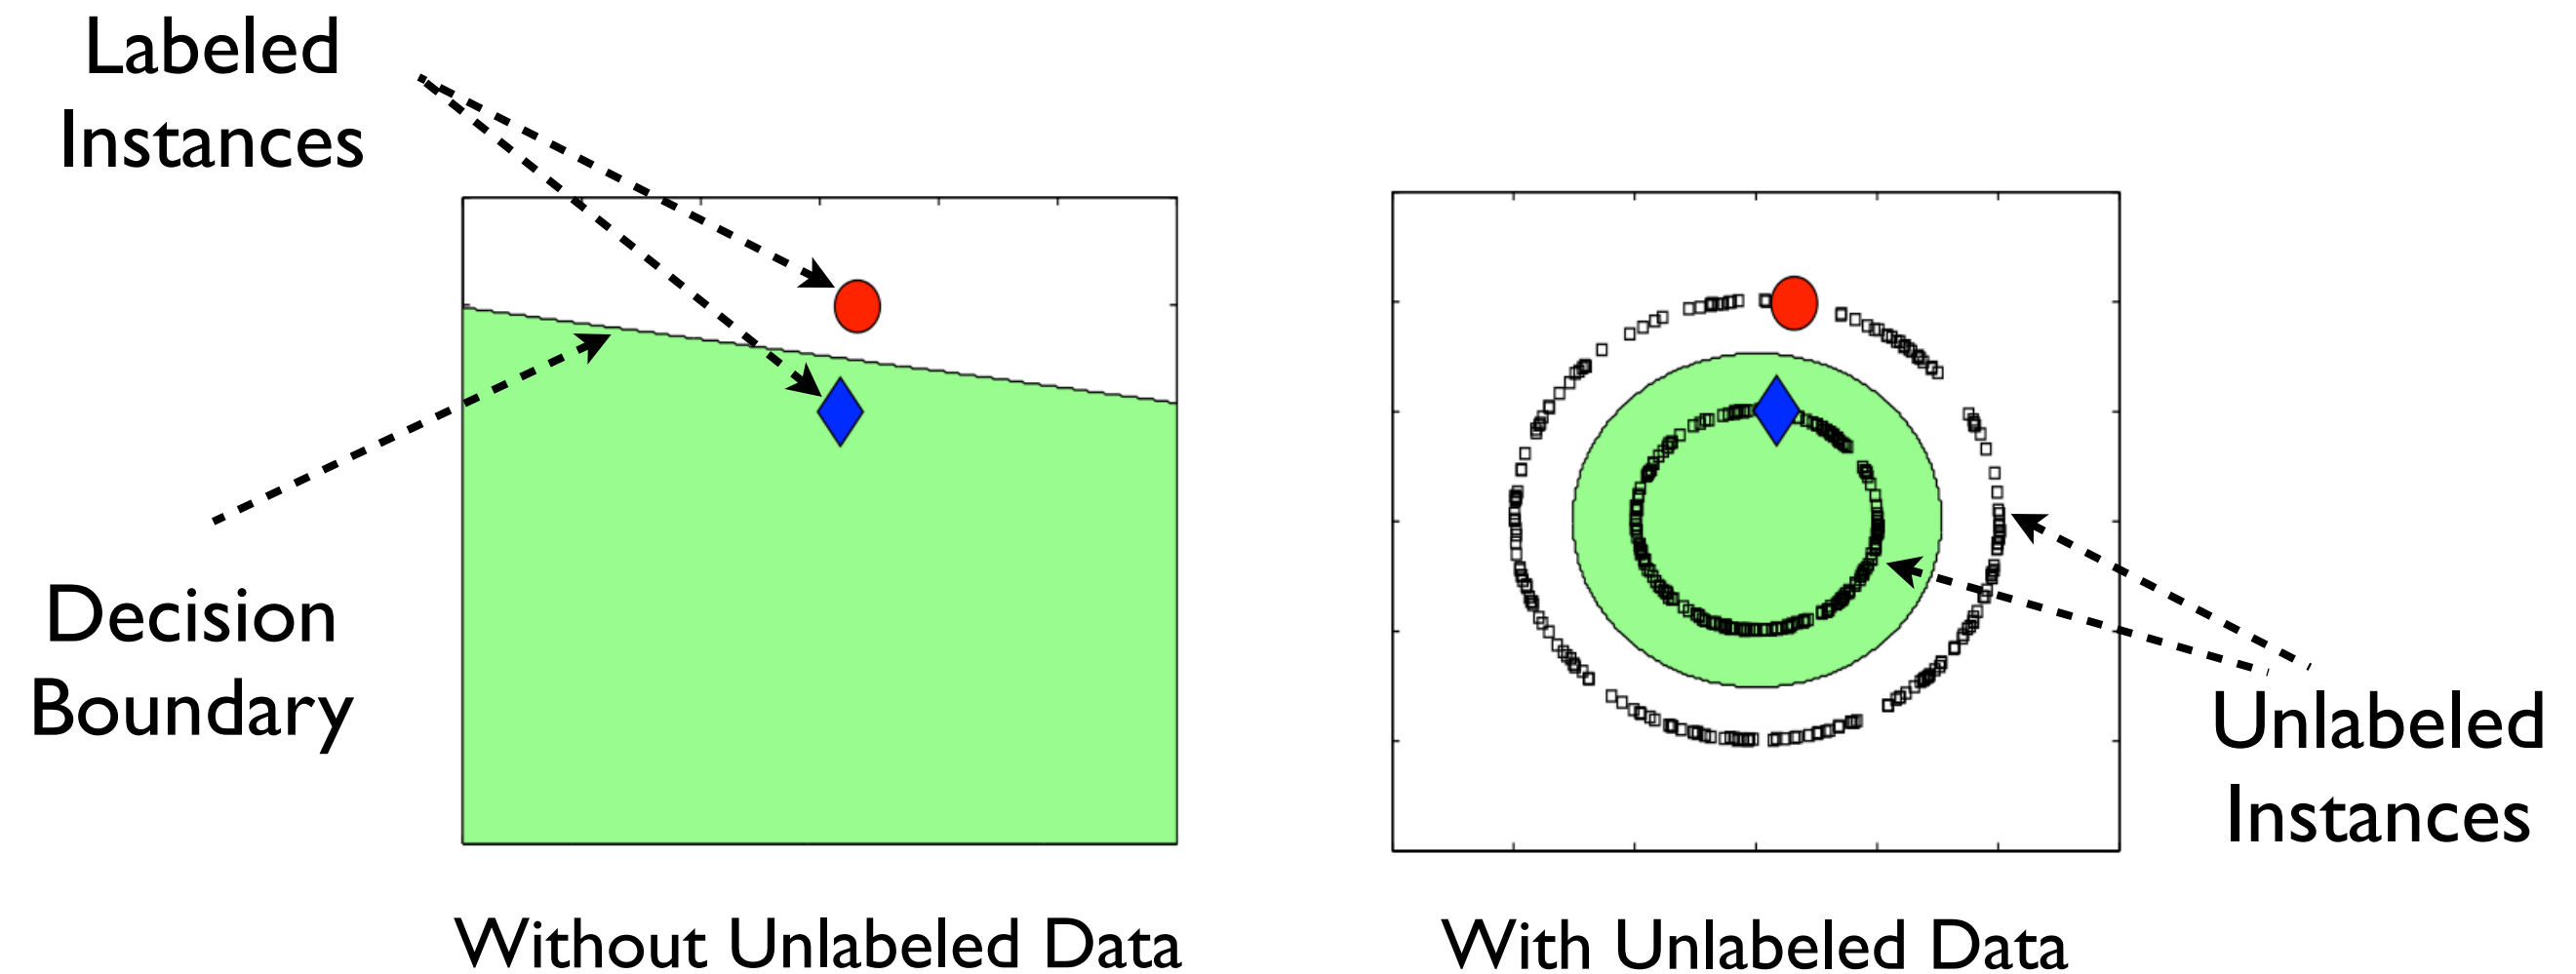 Labeled
Instances
Decision
Boundary
Unlabeled
Instances
Without Unlabeled Data
With Unlabeled Data